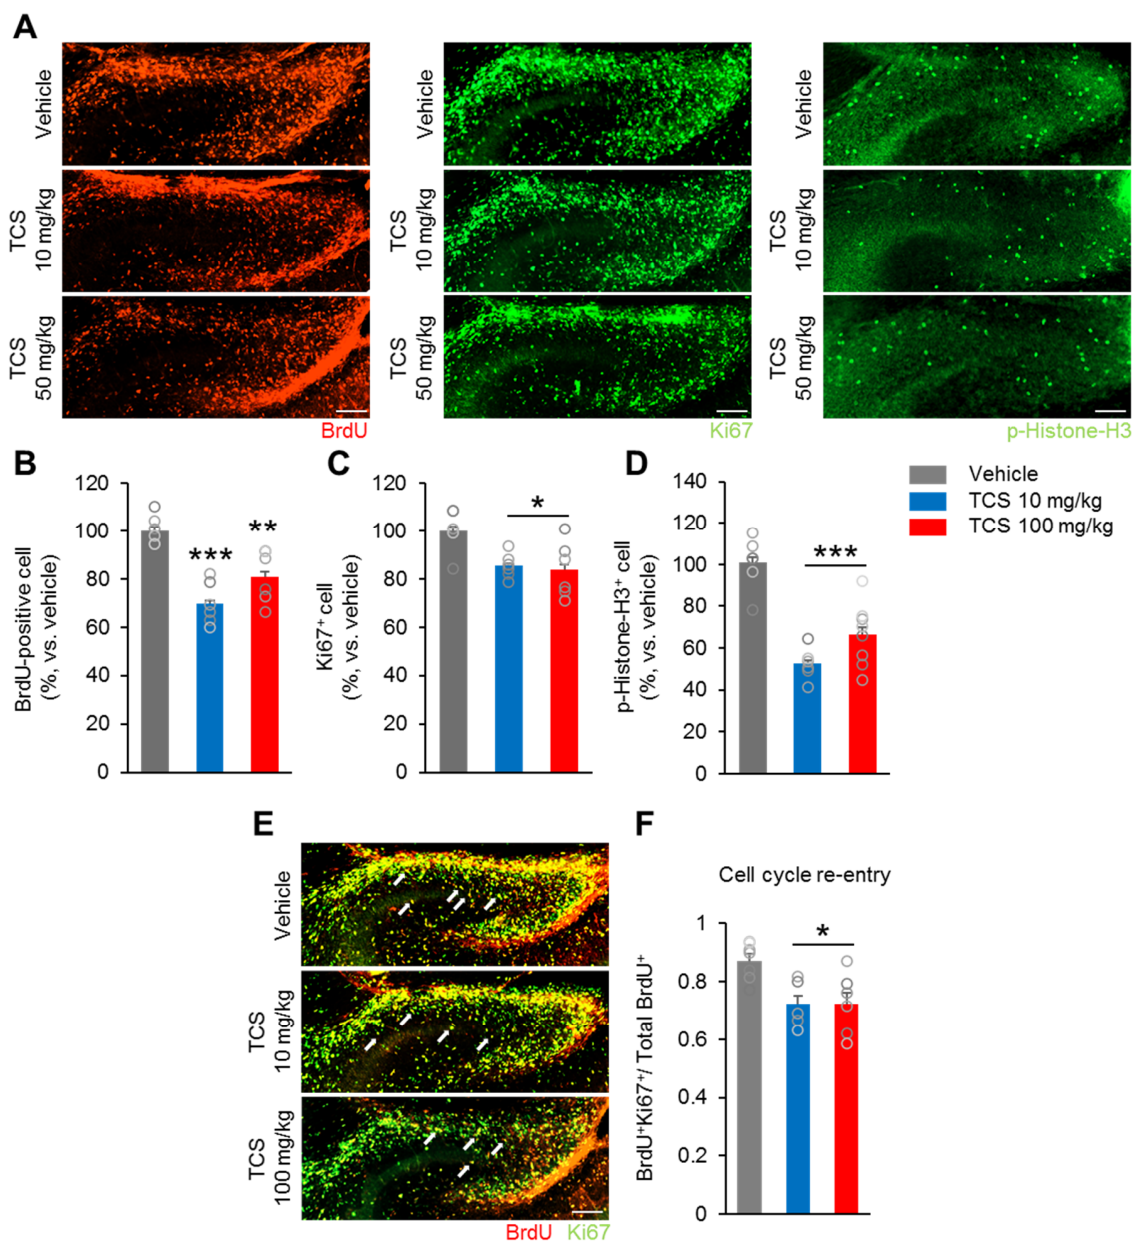 A
Vehicle
TCS
10 mg/kg
TCS
50 mg/kg
BrdU
Vehicle
TCS
10 mg/kg
TCS
50 mg/kg
Ki67
Vehicle
TCS
10 mg/kg
TCS
50 mg/kg
p-Histone-H3
B
BrdU-positive cell
(%, vs. vehicle)
120
100
80
60
40
20
0
***
**
C
Ki67⁺ cell
(%, vs. vehicle)
120
100
80
60
40
20
0
*
D
p-Histone-H3⁺ cell
(%, vs. vehicle)
140
120
100
80
60
40
20
0
***
Vehicle
TCS 10 mg/kg
TCS 100 mg/kg
E
Vehicle
TCS
10 mg/kg
TCS
100 mg/kg
BrdU Ki67
F
Cell cycle re-entry
BrdU⁺Ki67⁺/ Total BrdU⁺
1
0.8
0.6
0.4
0.2
0
*